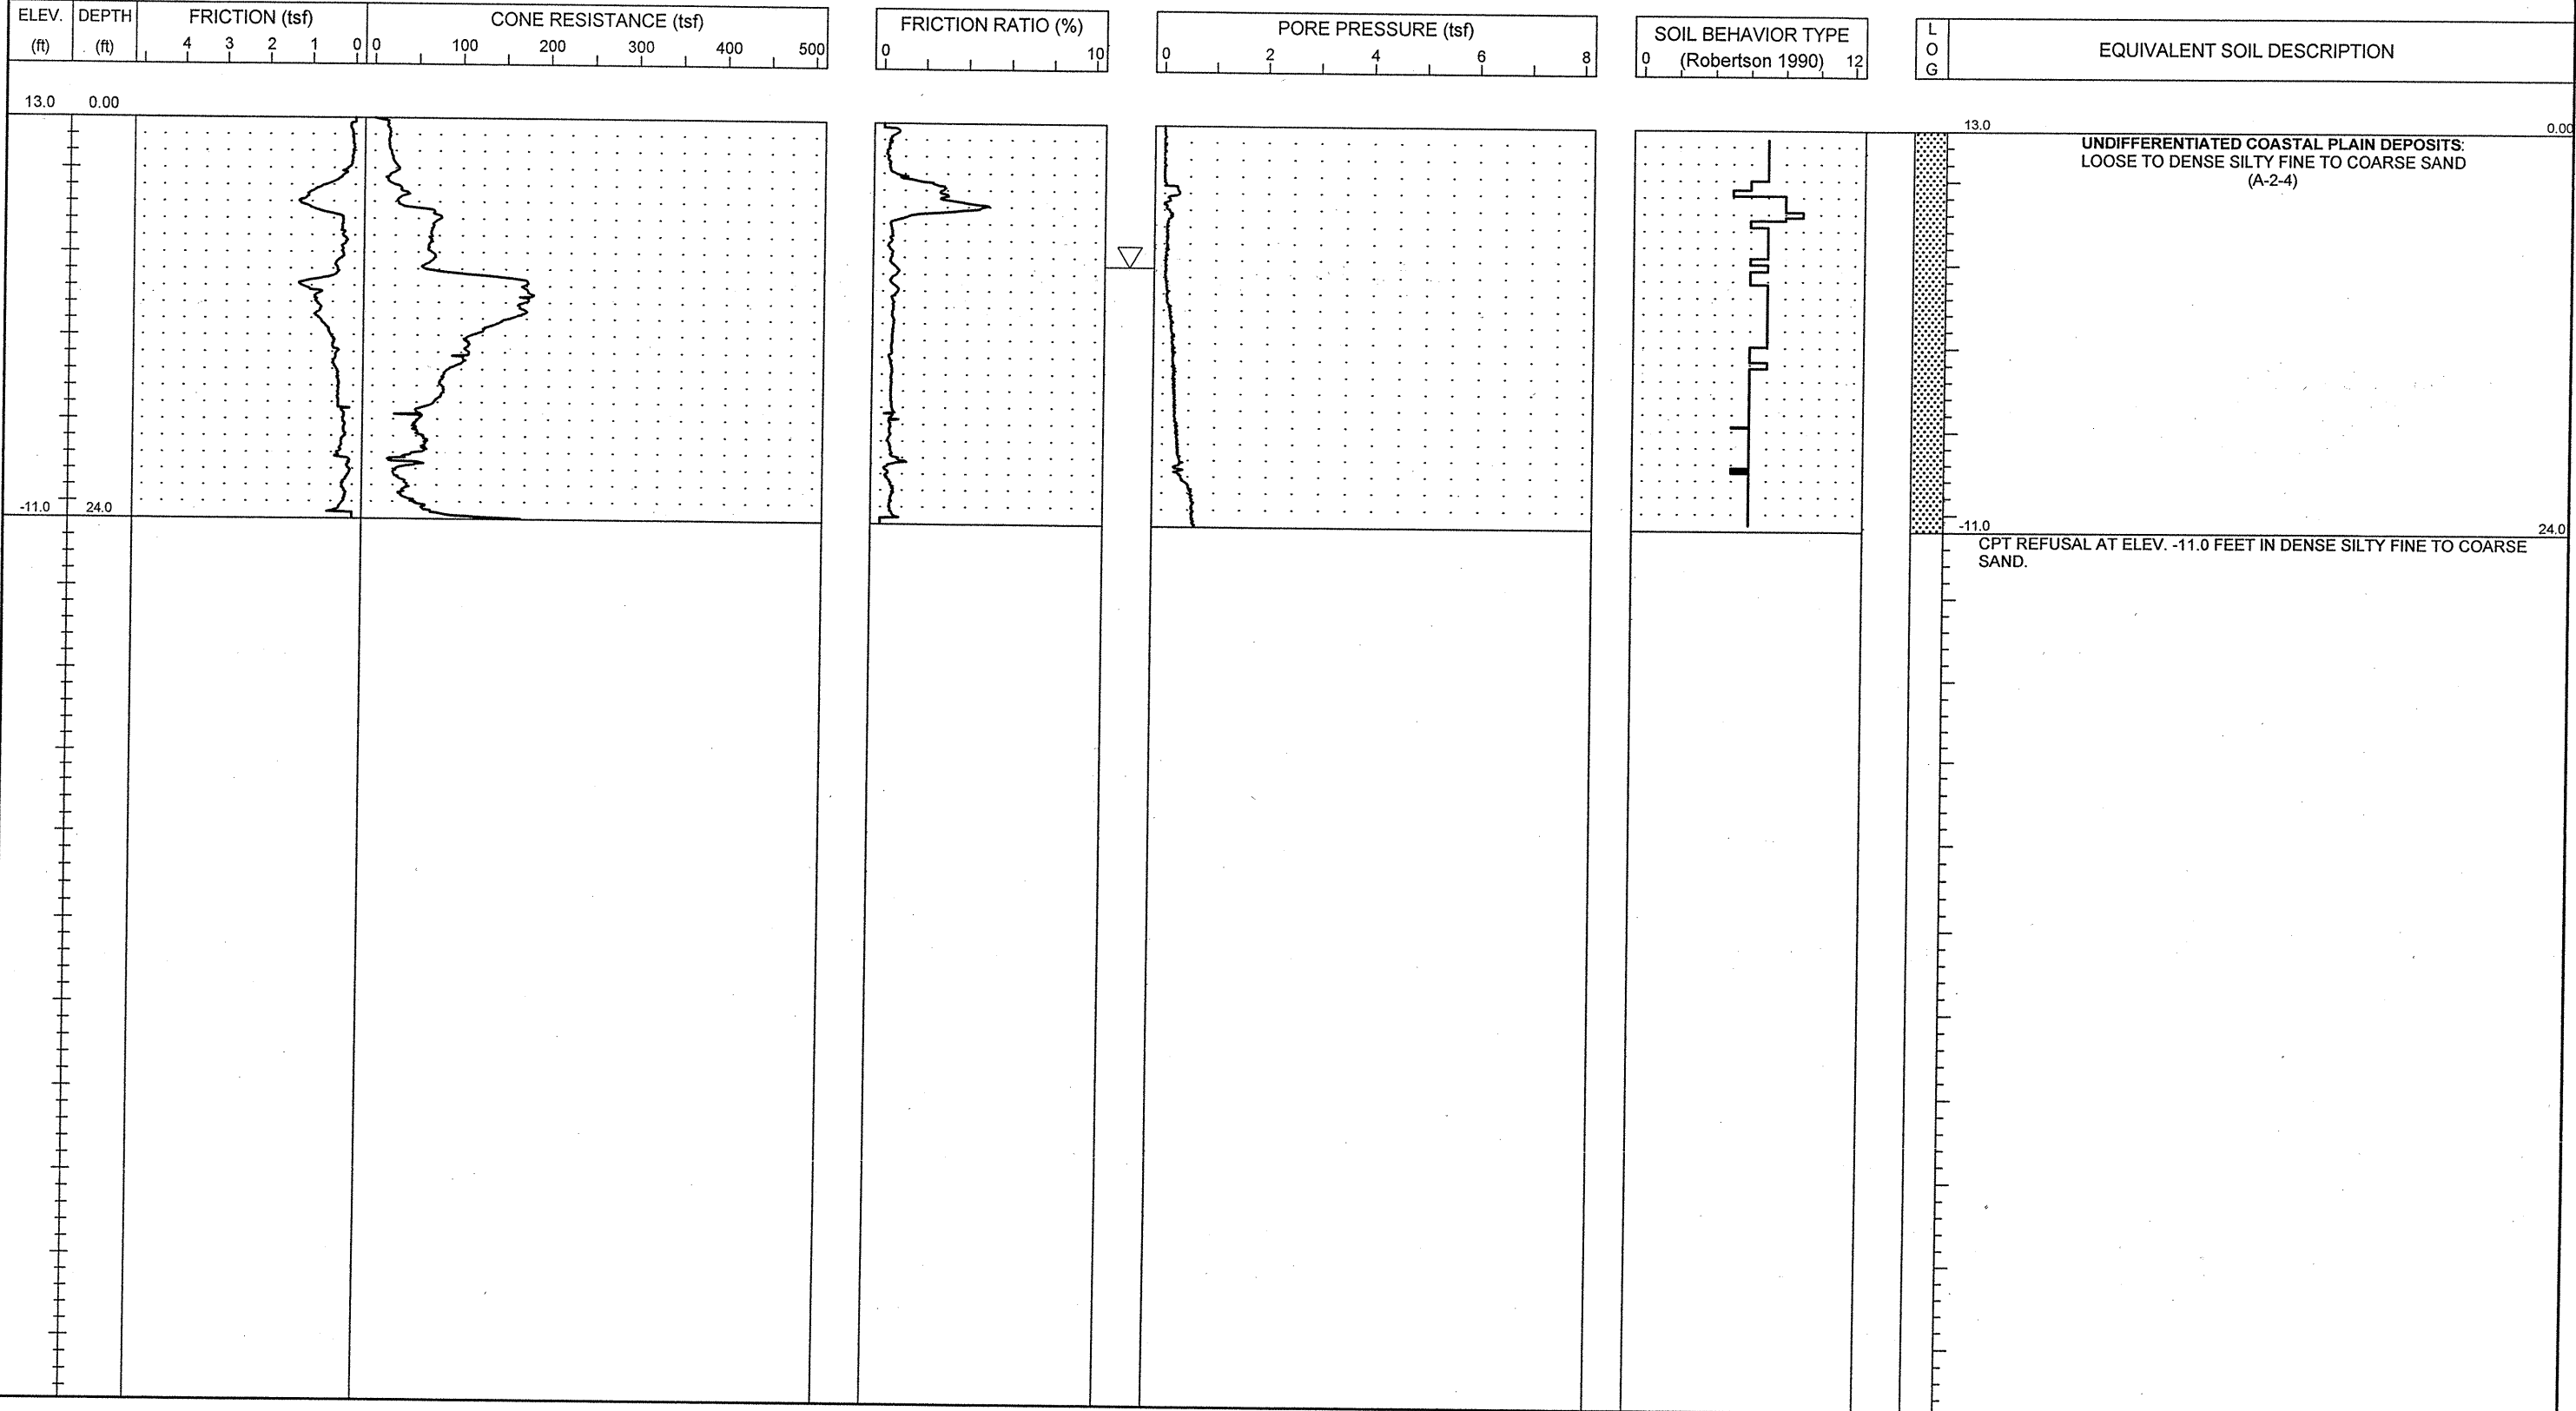 ELEV. DEPTH FRICTION (tsf) CONE RESISTANCE (tsf) FRICTION RATIO (%) PORE PRESSURE (tsf) SOIL BEHAVIOR TYPE L
(ft) (ft) 4 3 2 1 0 0 100 200 300 400 500 0 10 0 2 4 6 8 (Robertson 1990) O EQUIVALENT SOIL DESCRIPTION
0 12 G
13.0 0.00
13.0 0.00
UNDIFFERENTIATED COASTAL PLAIN DEPOSITS:
LOOSE TO DENSE SILTY FINE TO COARSE SAND
(A-2-4)
-11.0 24.0
-11.0 24.0
CPT REFUSAL AT ELEV. -11.0 FEET IN DENSE SILTY FINE TO COARSE
SAND.